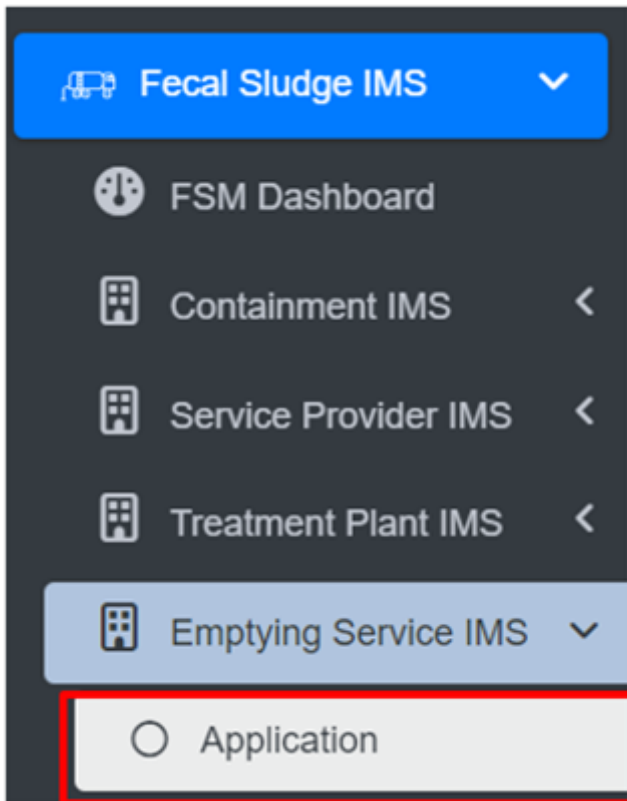 Fecal Sludge IMS
FSM Dashboard
Containment IMS
Service Provider IMS
Treatment Plant IMS
Emptying Service IMS
Application